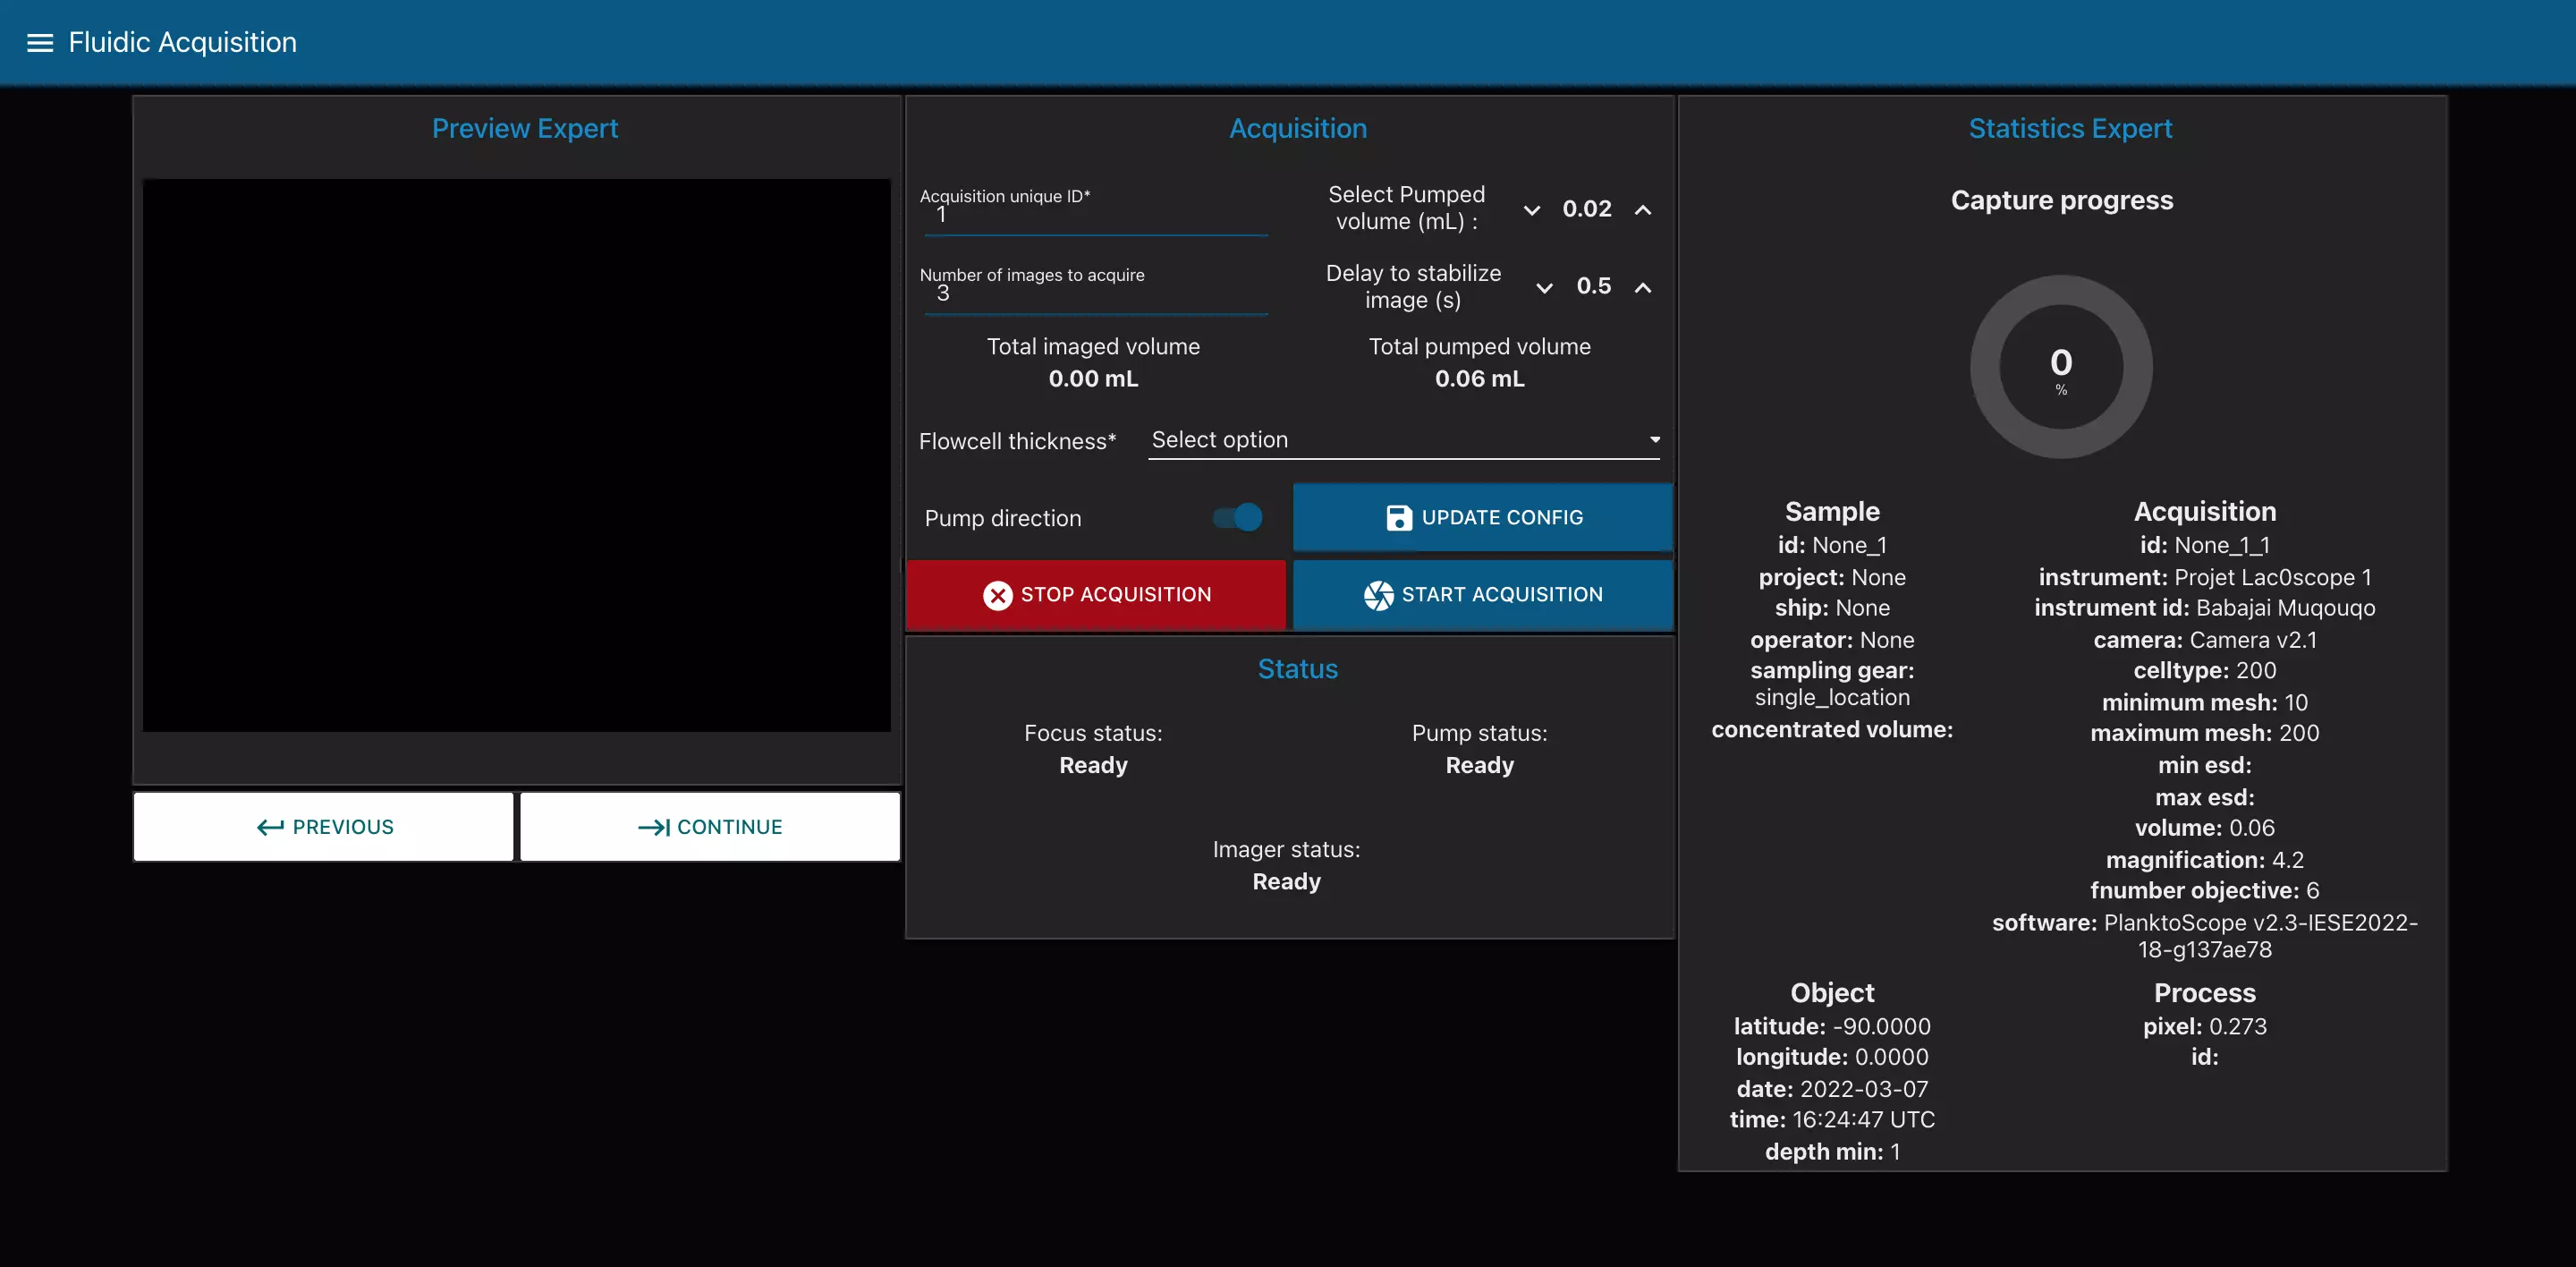 Fluidic Acquisition
Preview Expert
PREVIOUS
CONTINUE
Acquisition
Acquisition unique ID*
1
Select Pumped
volume (mL) :
0.02
Number of images to acquire
3
Delay to stabilize
image (s)
0.5
Total imaged volume
0.00 mL
Total pumped volume
0.06 mL
Flowcell thickness*
Select option
Pump direction
UPDATE CONFIG
STOP ACQUISITION
START ACQUISITION
Status
Focus status:
Ready
Pump status:
Ready
Imager status:
Ready
Statistics Expert
Capture progress
0
%
Sample
id: None_1
project: None
ship: None
operator: None
sampling gear:
single_location
concentrated volume:
Acquisition
id: None_1_1
instrument: Projet Lac0scope 1
instrument id: Babajai Muqouqo
camera: Camera v2.1
celltype: 200
minimum mesh: 10
maximum mesh: 200
min esd:
max esd:
volume: 0.06
magnification: 4.2
fnumber objective: 6
software: PlanktoScope v2.3-IESE2022-
18-g137ae78
Object
latitude: -90.0000
longitude: 0.0000
date: 2022-03-07
time: 16:24:47 UTC
depth min: 1
Process
pixel: 0.273
id: